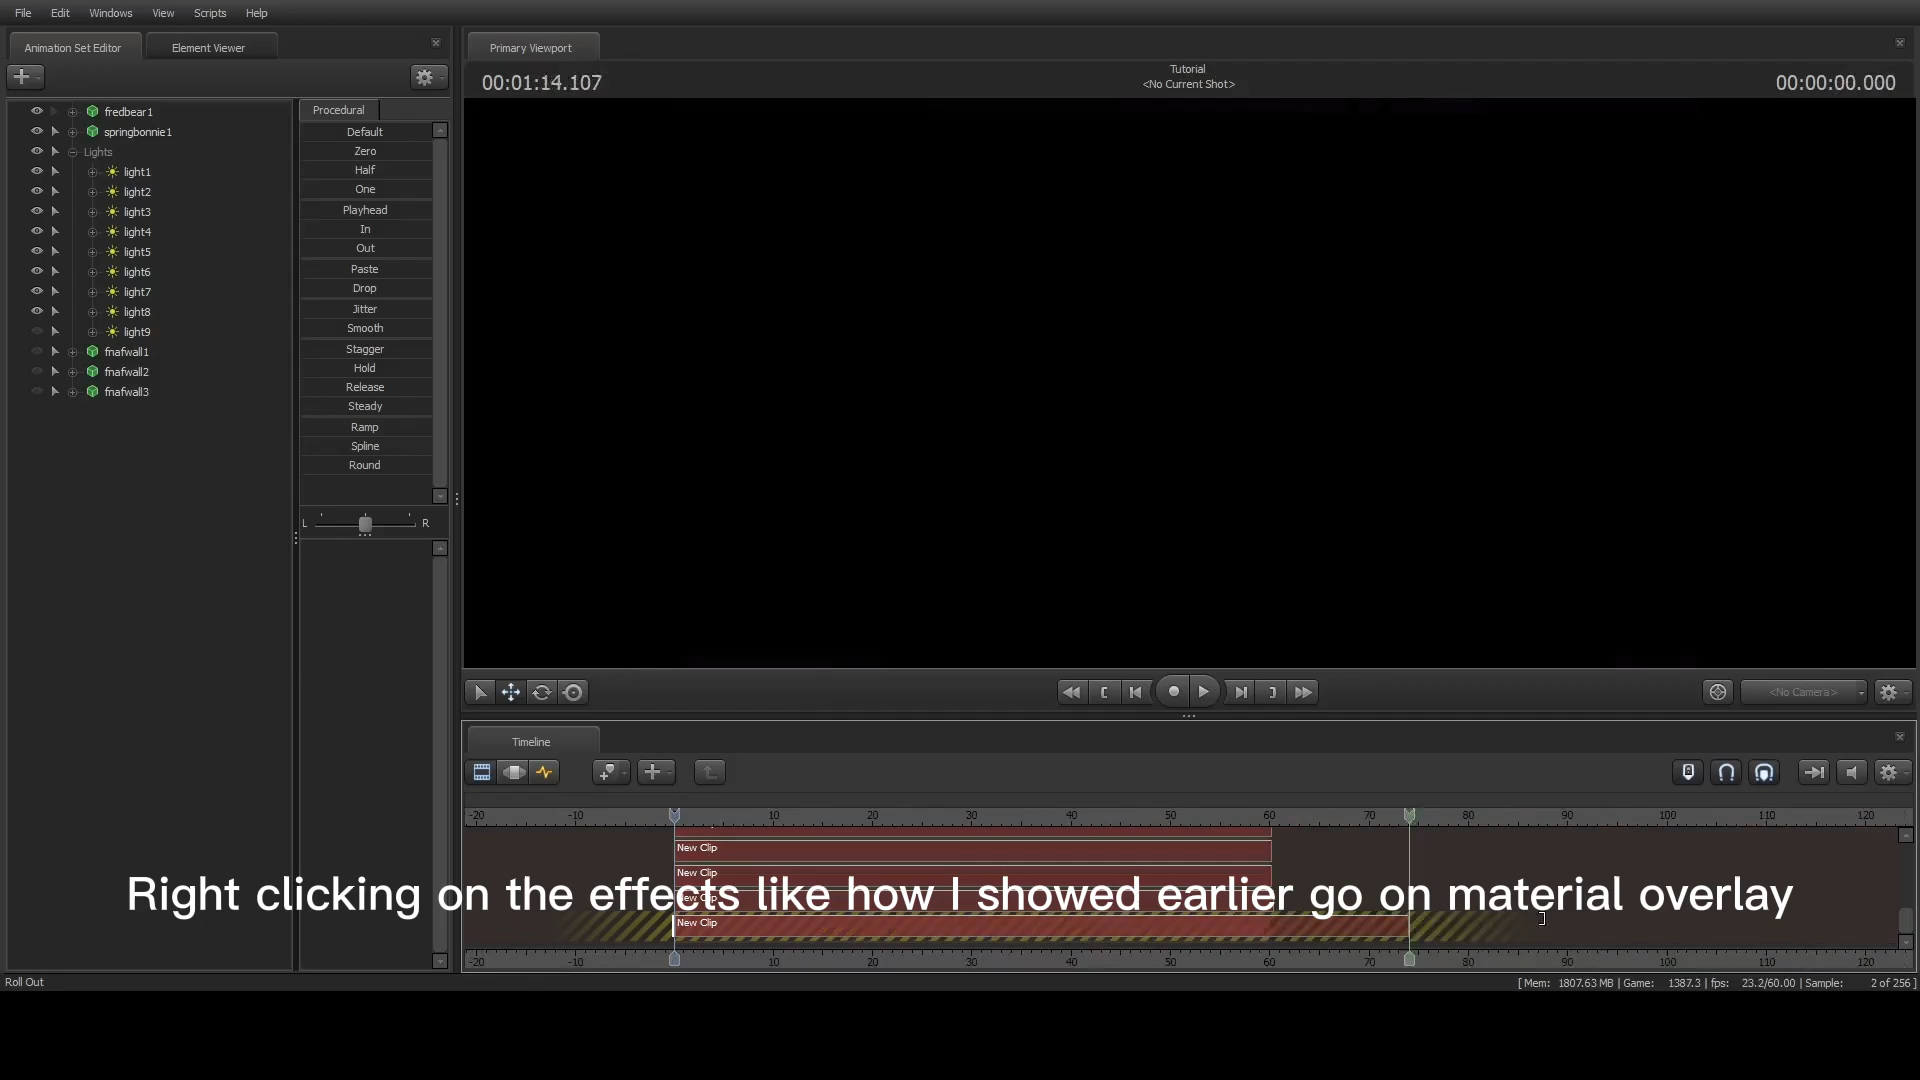 File Edit Windows View Scripts Help
Animation Set Editor Element Viewer
Primary Viewport
00:01:14.107
Tutorial
<No Current Shot>
00:00:00.000
fredbear1
springbonnie1
Lights
light1
light2
light3
light4
light5
light6
light7
light8
light9
fnafwall1
fnafwall2
fnafwall3
Procedural
Default
Zero
Half
One
Playhead
In
Out
Paste
Drop
Jitter
Smooth
Stagger
Hold
Release
Steady
Ramp
Spline
Round
L R
<No Camera>
Timeline
-20 -10 10 20 30 40 50 60 70 80 90 100 110 120
New Clip
New Clip
New Clip
New Clip
Right clicking on the effects like how I showed earlier go on material overlay
-20 -10 10 20 30 40 50 60 70 80 90 100 110 120
Roll Out
[ Mem: 1807.63 MB | Game: 1387.3 | fps: 23.2/60.00 | Sample: 2 of 256 ]